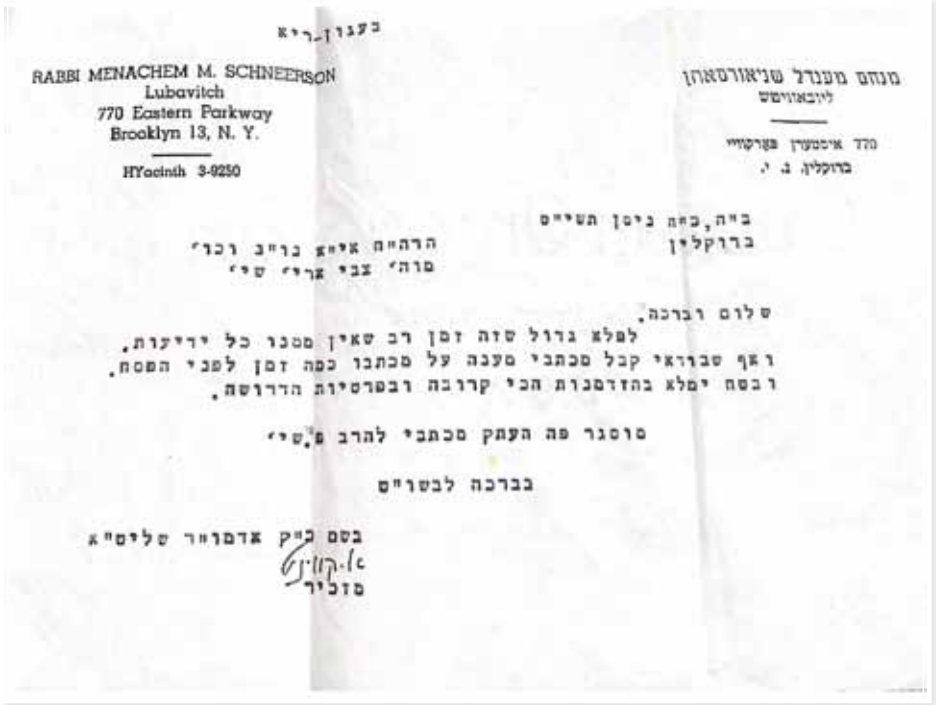 בענון-ריא
RABBI MENACHEM M. SCHNEERSON
Lubavitch
770 Eastern Parkway
Brooklyn 13, N. Y.
HYacinth 3-9250
מנחם מענדל שניאורסאהן
ליובאוויטש
770 איסטערן פארקוויי
ברוקלין, נ. י.
ב"ה, כ"ה ניסן תשי"ט
ברוקלין
הרה"ח אי"א נו"נ וכו'
מוה' צבי ארי' שי'
שלום וברכה.
לפלא גדול שזה זמן רב שאין ממנו כל ידיעות.
ואף שבודאי קבל מכתבי מענה על מכתבו כמה זמן לפני הפסח.
ובטח ימלא בהזדמנות הכי קרובה ובפרטיות הדרושה.
מוסגר פה העתק מכתבי להרב פ. שי'
בברכה לבשו"ט
בשם כ"ק אדמו"ר שליט"א
א. קווינט
מזכיר